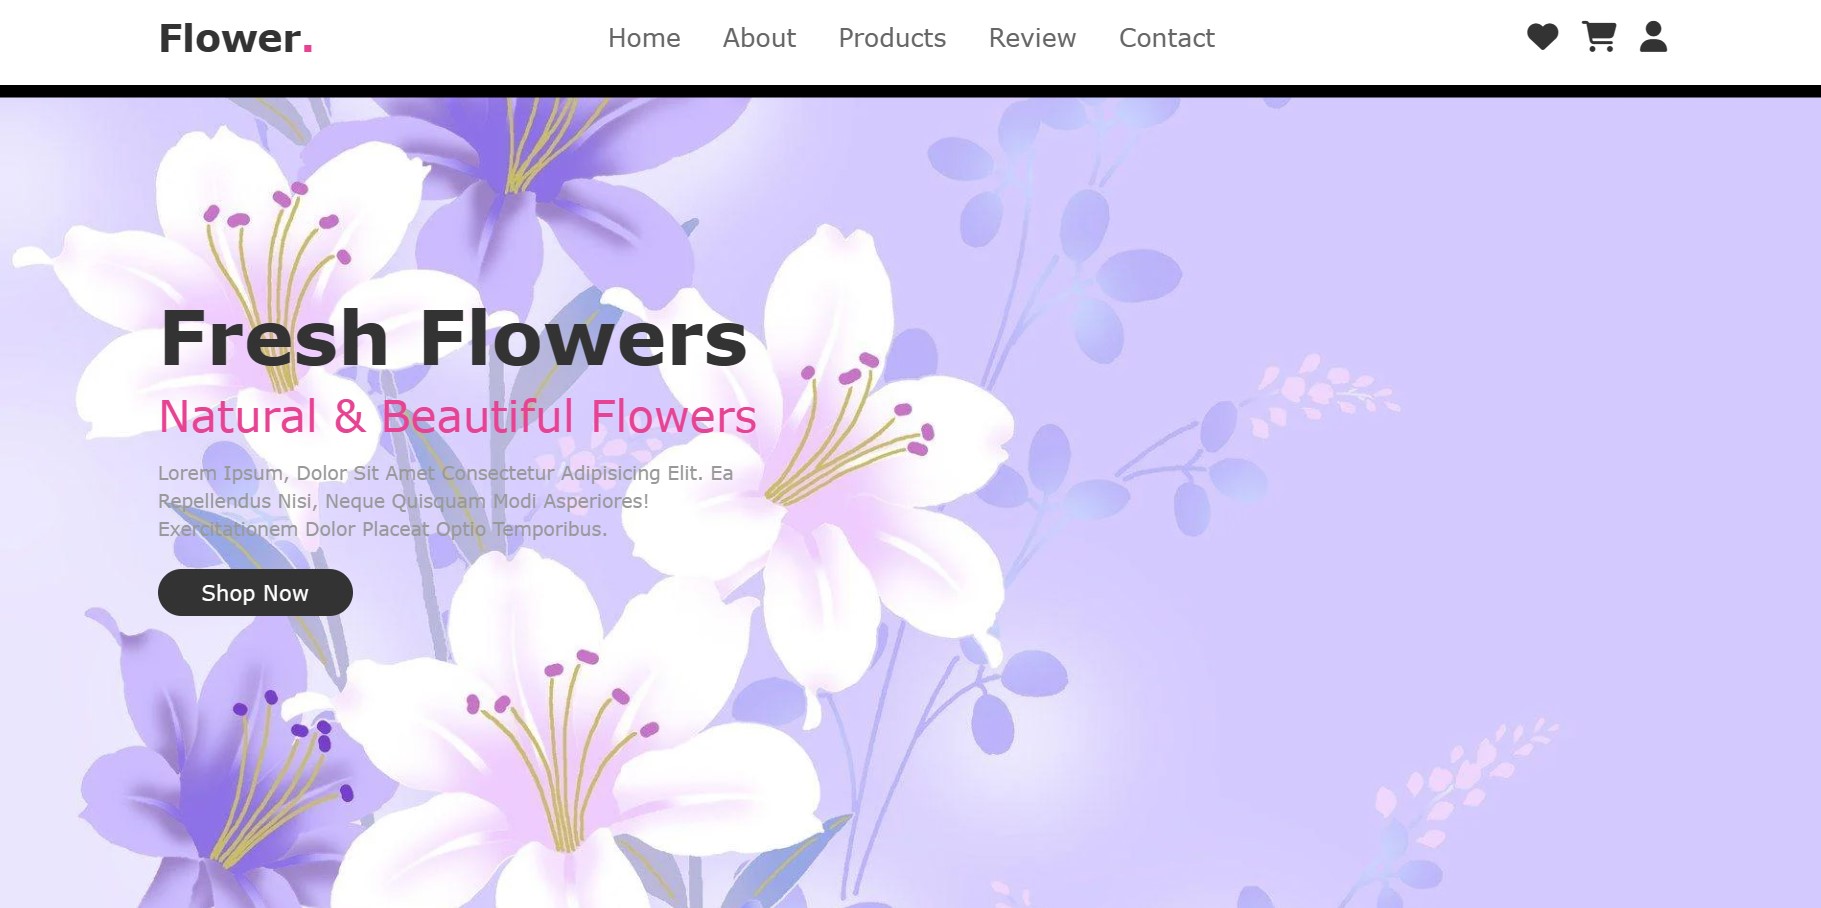 Flower.
Home About Products Review Contact
Fresh Flowers
Natural & Beautiful Flowers
Lorem Ipsum, Dolor Sit Amet Consectetur Adipisicing Elit. Ea
Repellendus Nisi, Neque Quisquam Modi Asperiores!
Exercitationem Dolor Placeat Optio Temporibus.
Shop Now